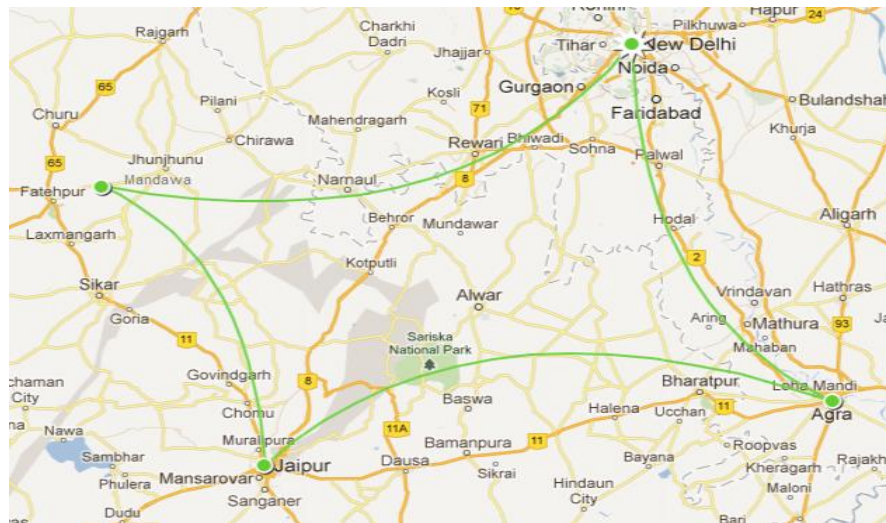 Rajgarh
Charkhi
Dadri
Jhajjar
Tihar
New Delhi
Pilkhuwa
Hapur
24
Noida
Gurgaon
Faridabad
Bulandshah
Khurja
65
Churu
Pilani
Kosli
71
Mahendragarh
Chirawa
Rewari
Bhiwadi
Sohna
Palwal
65
Jhunjhunu
Mandawa
Fatehpur
Narnaul
8
Behror
Mundawar
Hodal
Aligarh
Laxmangarh
Kotputli
2
Sikar
Goria
Alwar
Vrindavan
Hathras
Aring
Mathura
93
Mahaban
11
Sariska
National Park
Govindgarh
8
Bharatpur
Loha Mandi
Agra
11
Chomu
Baswa
Halena
Ucchan
11A
Nawa
Muralipura
Bamanpura
11
Roopvas
Sambhar
Jaipur
Dausa
Sikrai
Bayana
Kheragarh
Rajakh
Phulera
Mansarovar
Sanganer
Hindaun
City
Maloni
Dudu
City